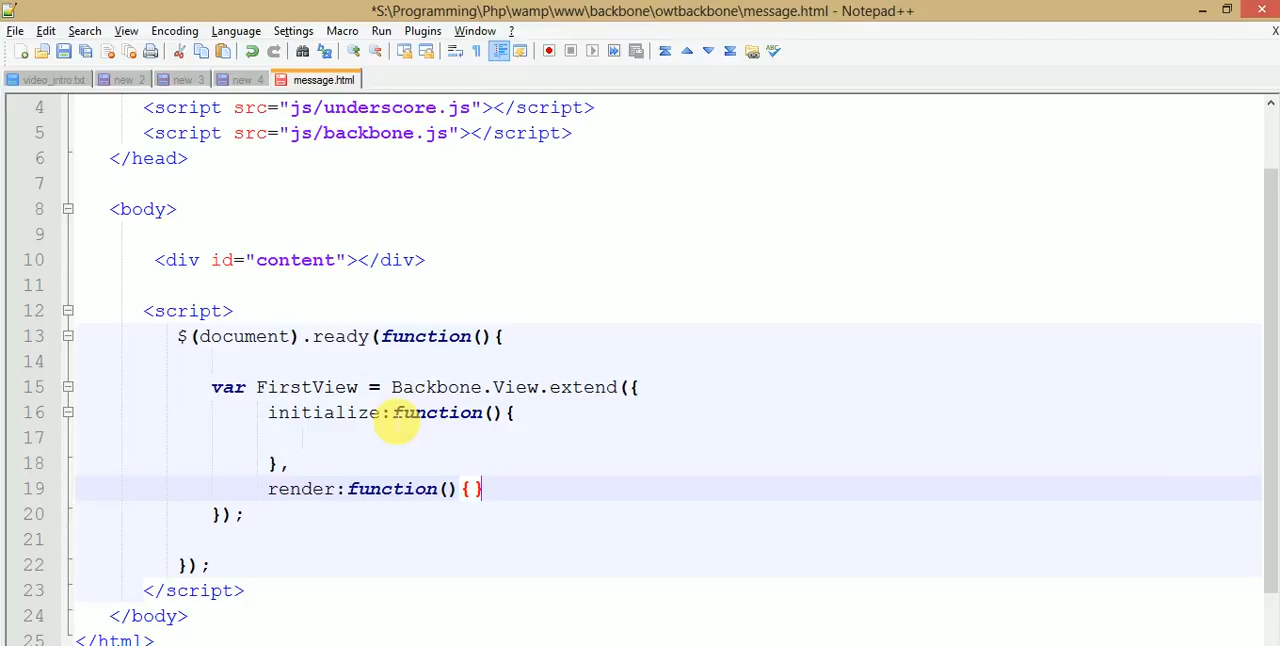 *S:\Programming\Php\wamp\www\backbone\owtbackbone\message.html - Notepad++
File Edit Search View Encoding Language Settings Macro Run Plugins Window ? X
video_intro.txt new 2 new 3 new 4 message.html
4 <script src="js/underscore.js"></script>
5 <script src="js/backbone.js"></script>
6 </head>
7
8 <body>
9
10 <div id="content"></div>
11
12 <script>
13 $(document).ready(function(){
14
15 var FirstView = Backbone.View.extend({
16 initialize:function(){
17
18 },
19 render:function(){}
20 });
21
22 });
23 </script>
24 </body>
25 </html>